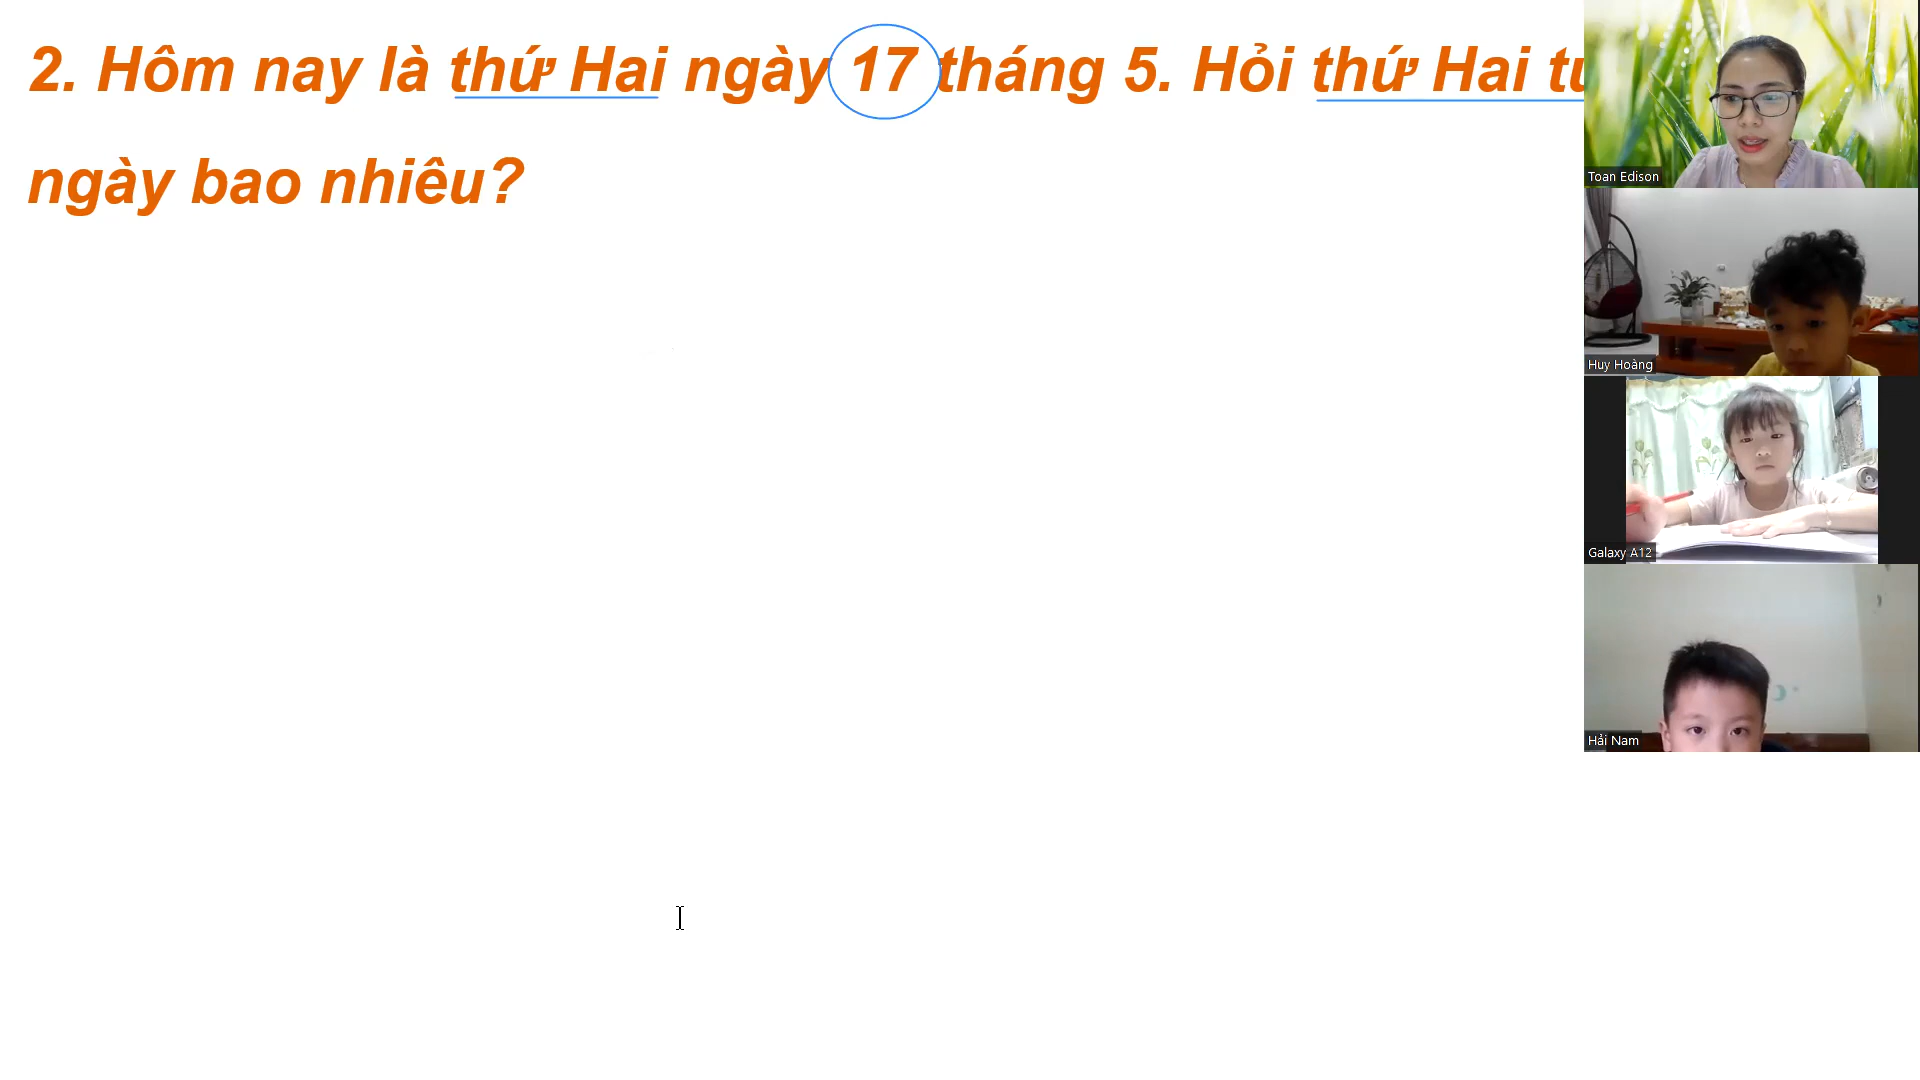 2. Hôm nay là thứ Hai ngày 17 tháng 5. Hỏi thứ Hai
ngày bao nhiêu?
Toan Edison
Huy Hoàng
Galaxy A12
Hải Nam